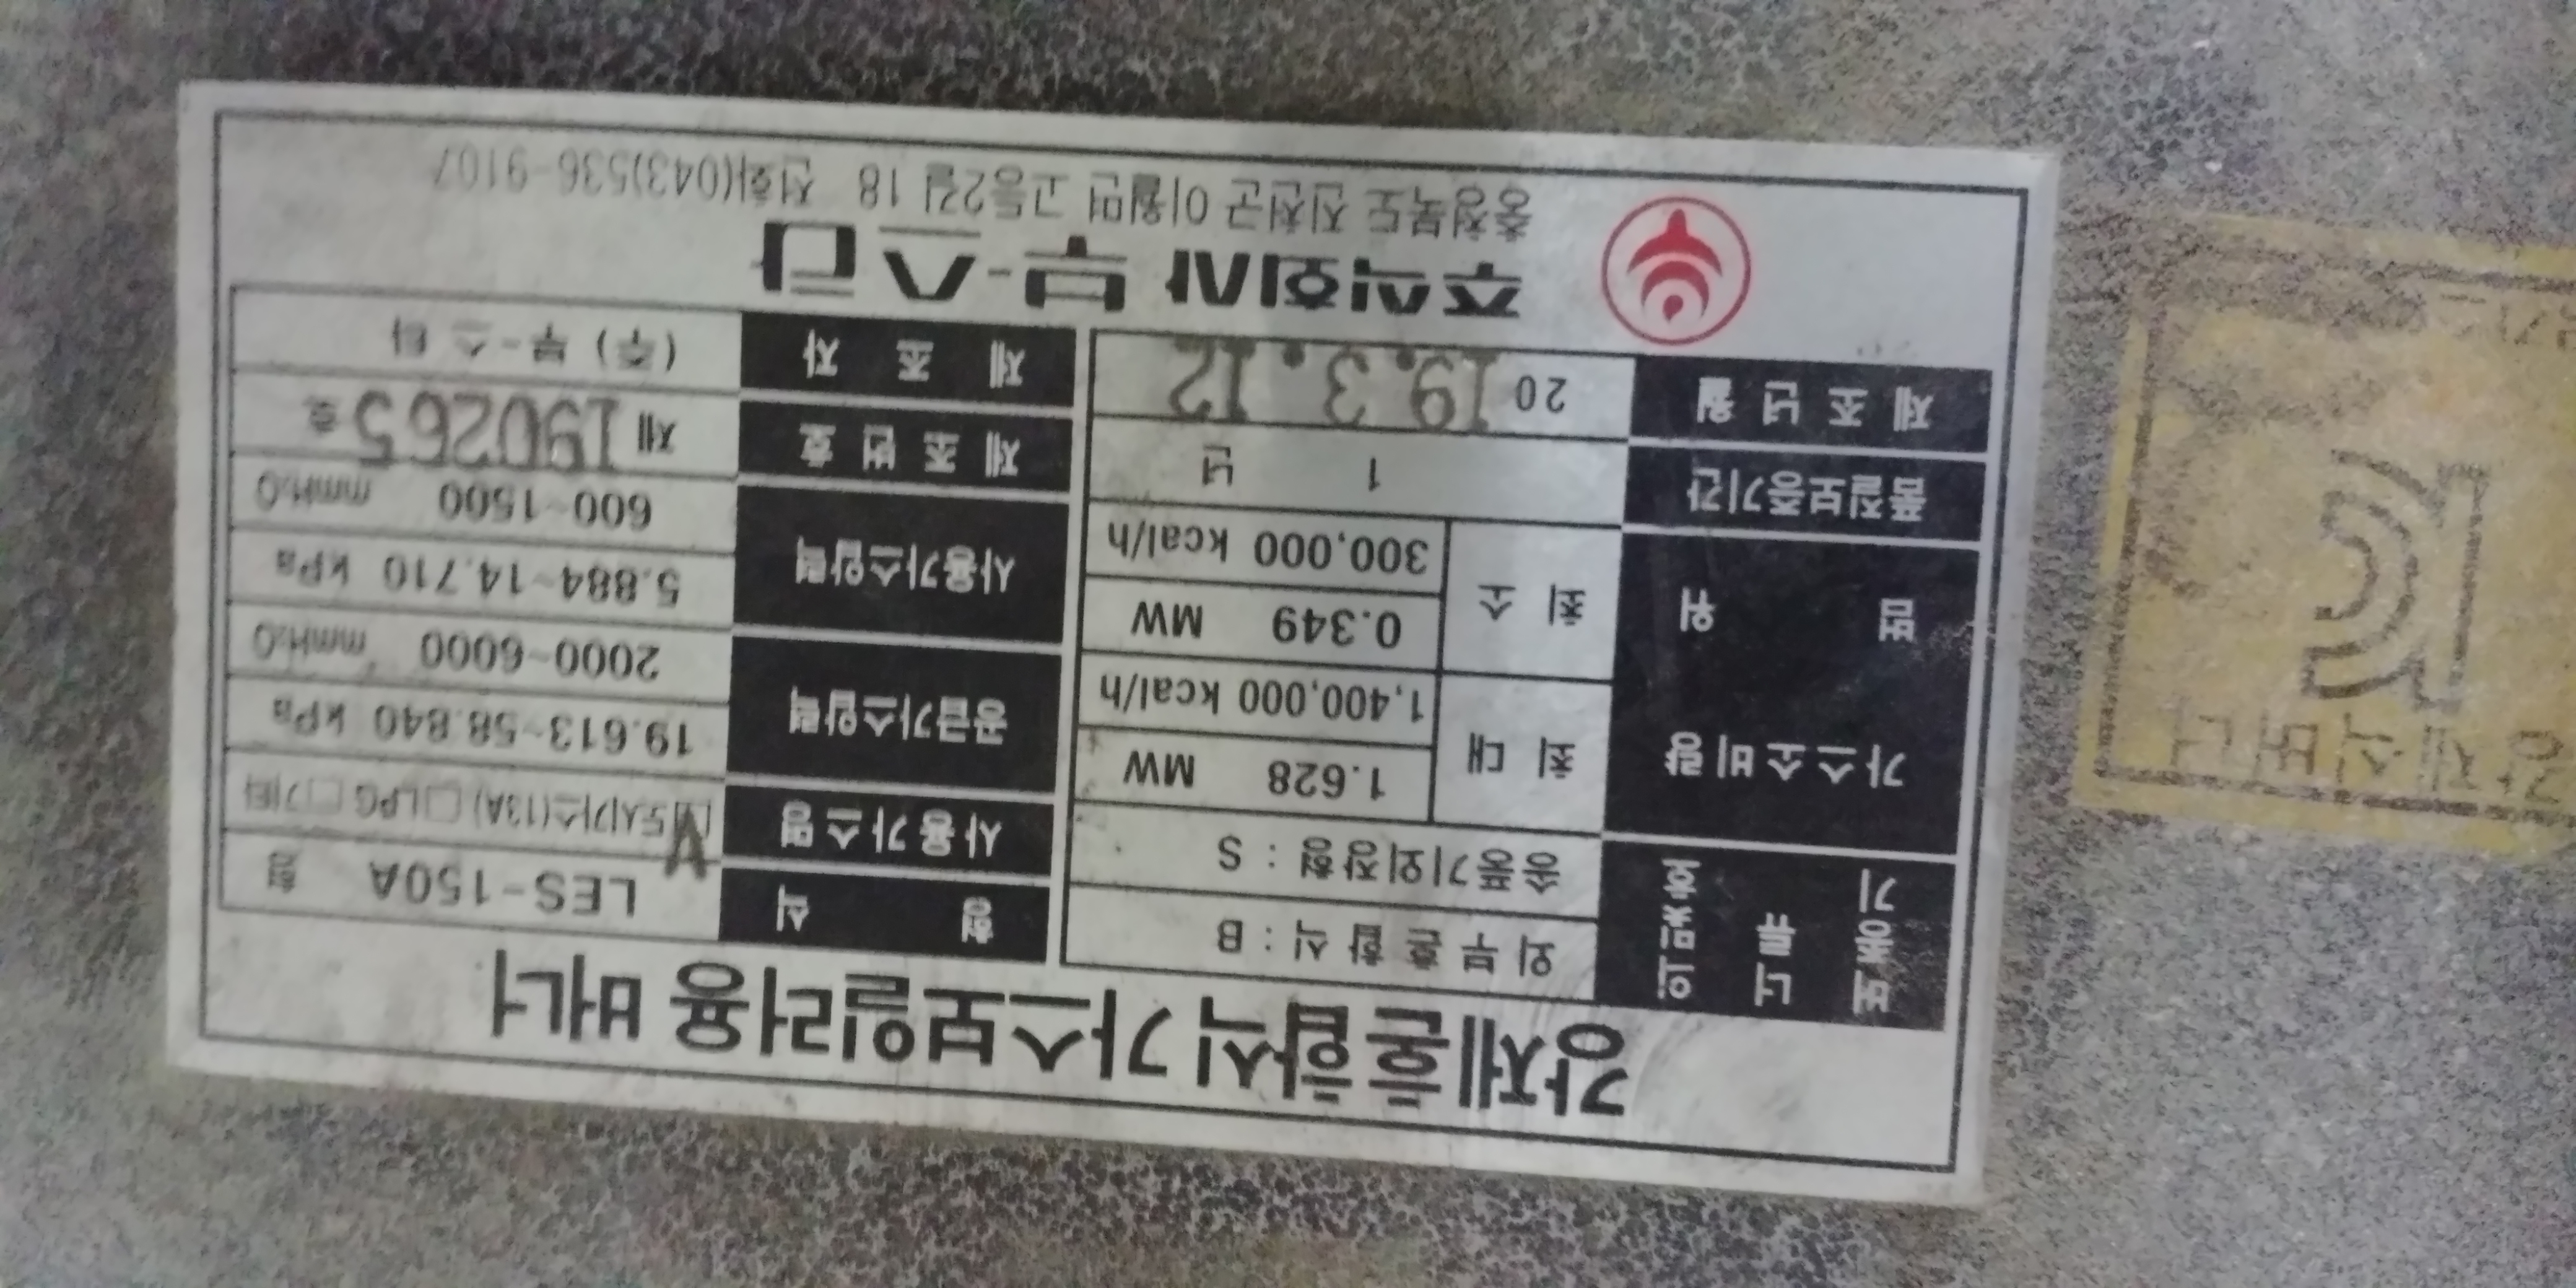 강제혼합식 가스보일러용 버너
버 너 의
종 류 및
기 호
외 부 혼 합 식 : B
송풍기외장형 : S
가스소비량
범 위
최 대
1.628 MW
1,400,000 kcal/h
최 소
0.349 MW
300,000 kcal/h
품질보증기간
1 년
제 조 년 월
20 19. 3. 12
형 식
LES-150A 형
사용가스명
도시가스(13A) □LPG □기타
공급가스압력
19.613~58.840 kPa
2000~6000 mmH2O
사용가스압력
5.884~14.710 kPa
600~1500 mmH2O
제 조 번 호
제 190265 호
제 조 자
(주) 부-스타
주식회사 부-스타
충청북도 진천군 이월면 고등2길 18 전화(043)536-9107
강제식버너